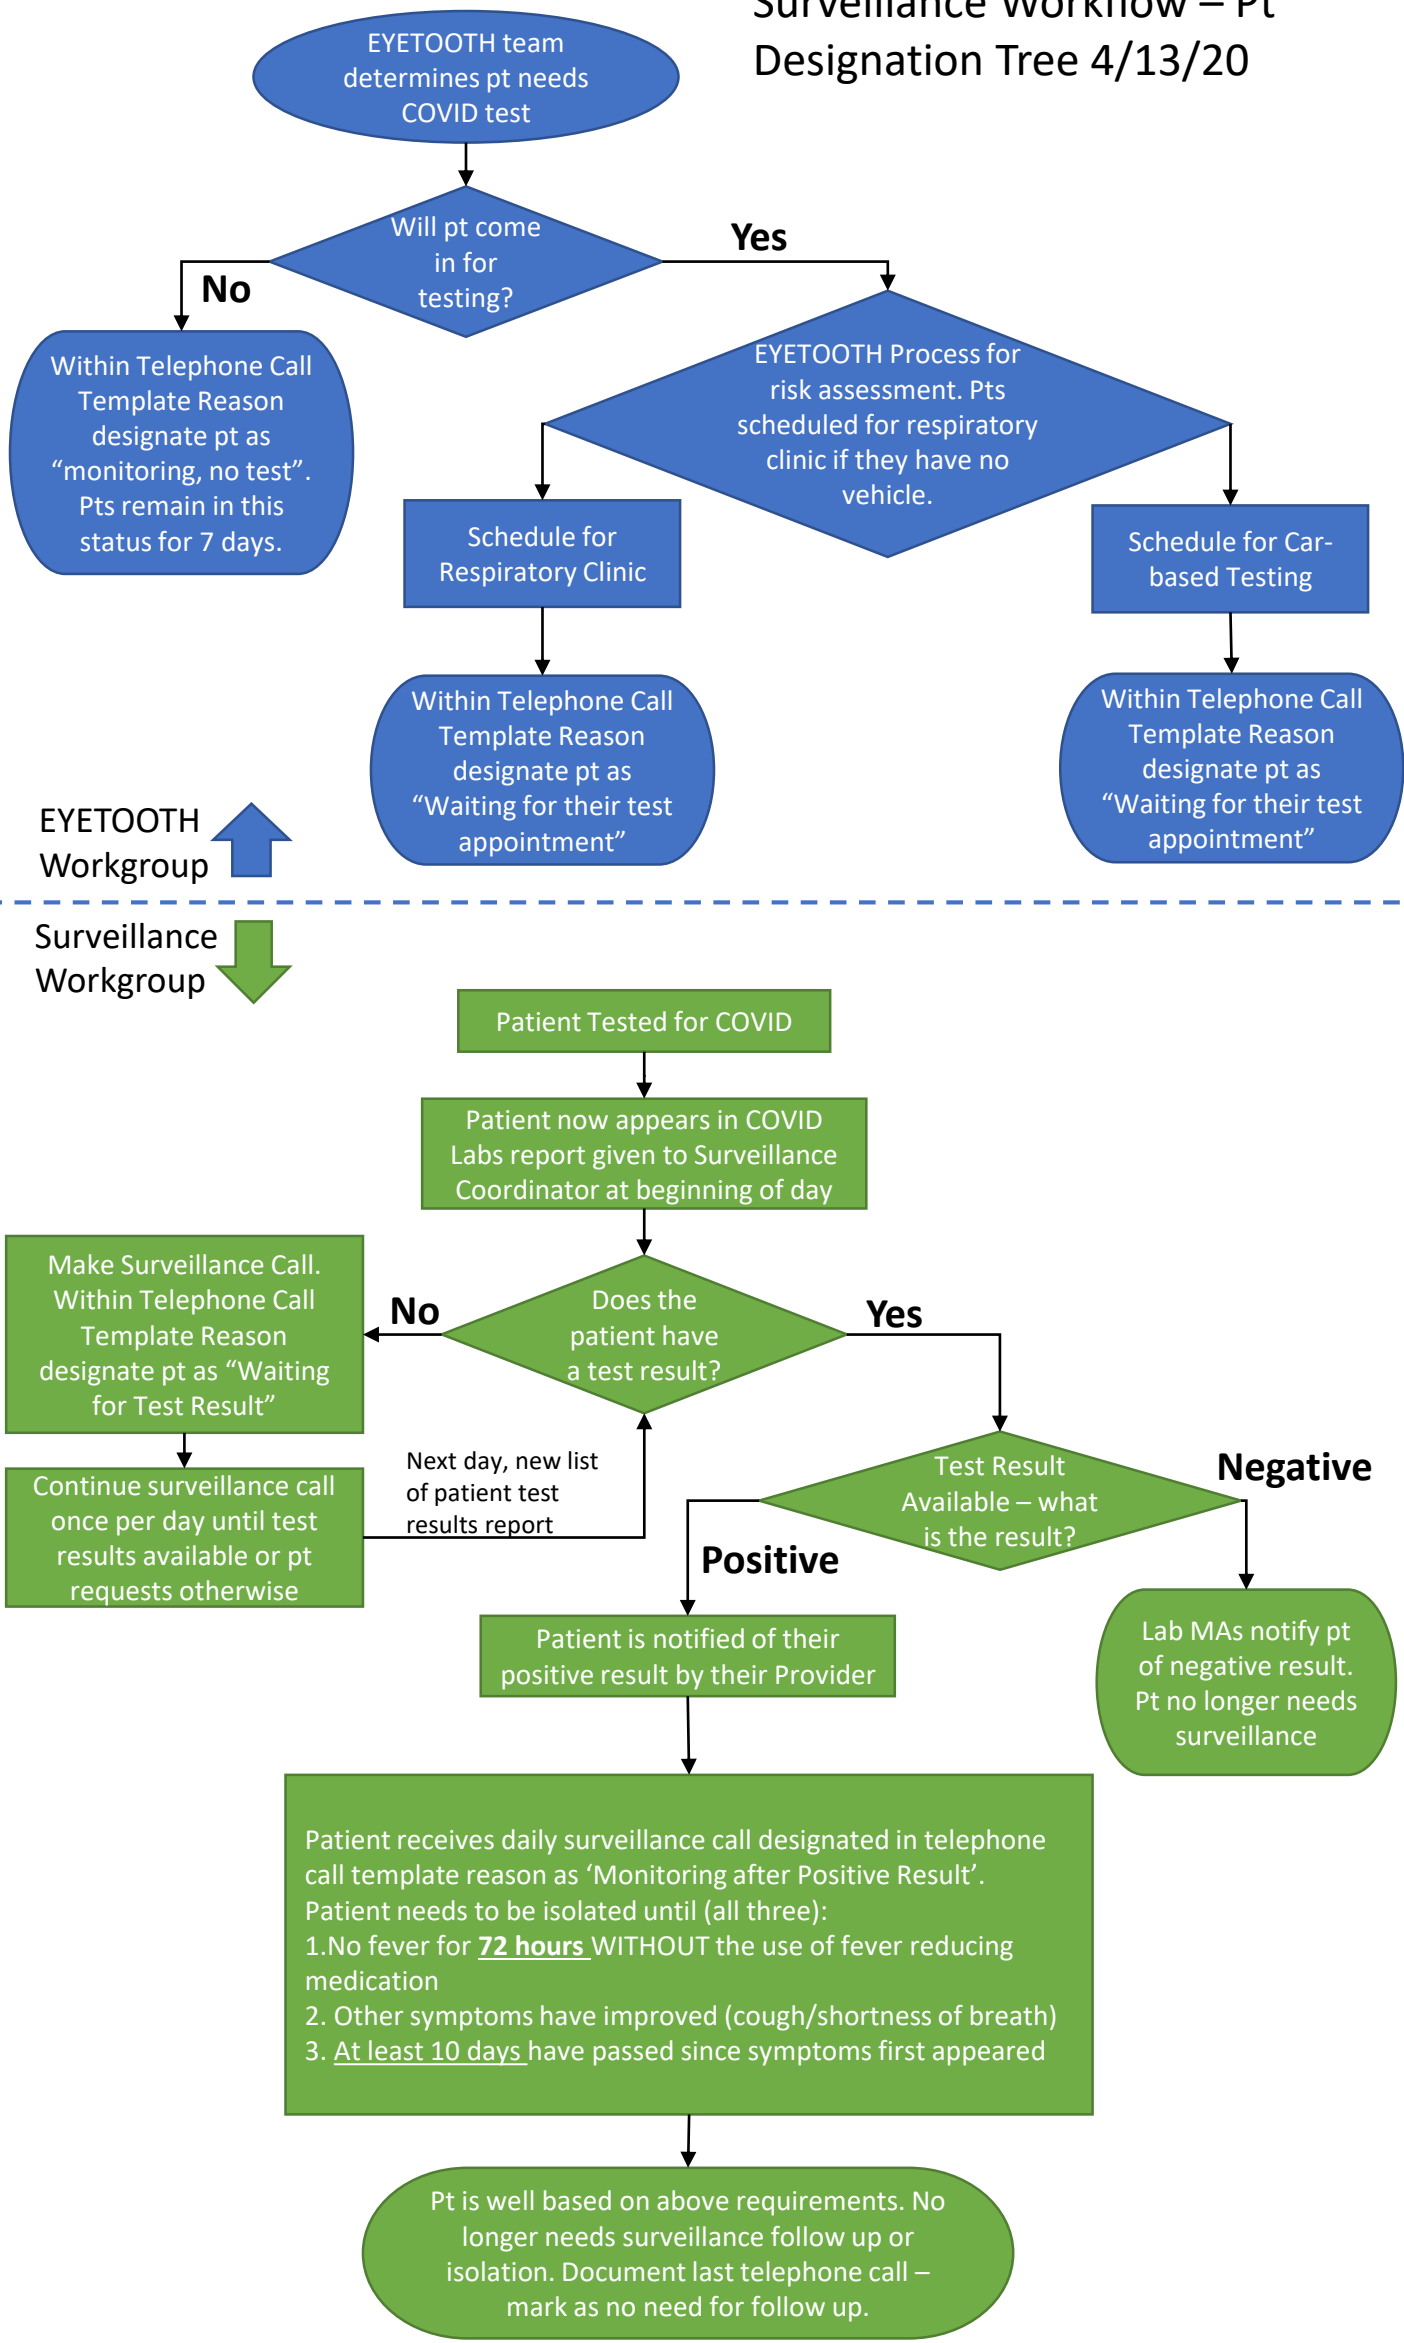 Surveillance Workflow – Pt
Designation Tree 4/13/20
EYETOOTH team
determines pt needs
COVID test
Will pt come
in for
testing?
Yes
No
Within Telephone Call
Template Reason
designate pt as
“monitoring, no test”.
Pts remain in this
status for 7 days.
EYETOOTH Process for
risk assessment. Pts
scheduled for respiratory
clinic if they have no
vehicle.
Schedule for
Respiratory Clinic
Schedule for Car-
based Testing
Within Telephone Call
Template Reason
designate pt as
“Waiting for their test
appointment”
Within Telephone Call
Template Reason
designate pt as
“Waiting for their test
appointment”
EYETOOTH
Workgroup
Surveillance
Workgroup
Patient Tested for COVID
Patient now appears in COVID
Labs report given to Surveillance
Coordinator at beginning of day
Does the
patient have
a test result?
No
Yes
Make Surveillance Call.
Within Telephone Call
Template Reason
designate pt as “Waiting
for Test Result”
Continue surveillance call
once per day until test
results available or pt
requests otherwise
Next day, new list
of patient test
results report
Test Result
Available – what
is the result?
Negative
Positive
Patient is notified of their
positive result by their Provider
Lab MAs notify pt
of negative result.
Pt no longer needs
surveillance
Patient receives daily surveillance call designated in telephone
call template reason as ‘Monitoring after Positive Result’.
Patient needs to be isolated until (all three):
1.No fever for 72 hours WITHOUT the use of fever reducing
medication
2. Other symptoms have improved (cough/shortness of breath)
3. At least 10 days have passed since symptoms first appeared
Pt is well based on above requirements. No
longer needs surveillance follow up or
isolation. Document last telephone call –
mark as no need for follow up.